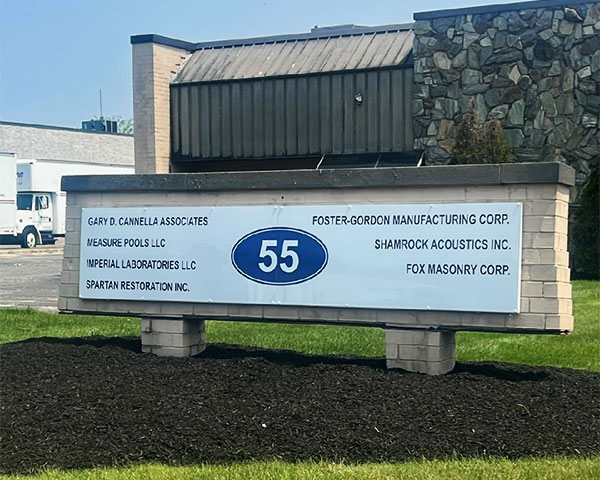 GARY D. CANNELLA ASSOCIATES
MEASURE POOLS LLC
IMPERIAL LABORATORIES LLC
SPARTAN RESTORATION INC.
55
FOSTER-GORDON MANUFACTURING CORP.
SHAMROCK ACOUSTICS INC.
FOX MASONRY CORP.